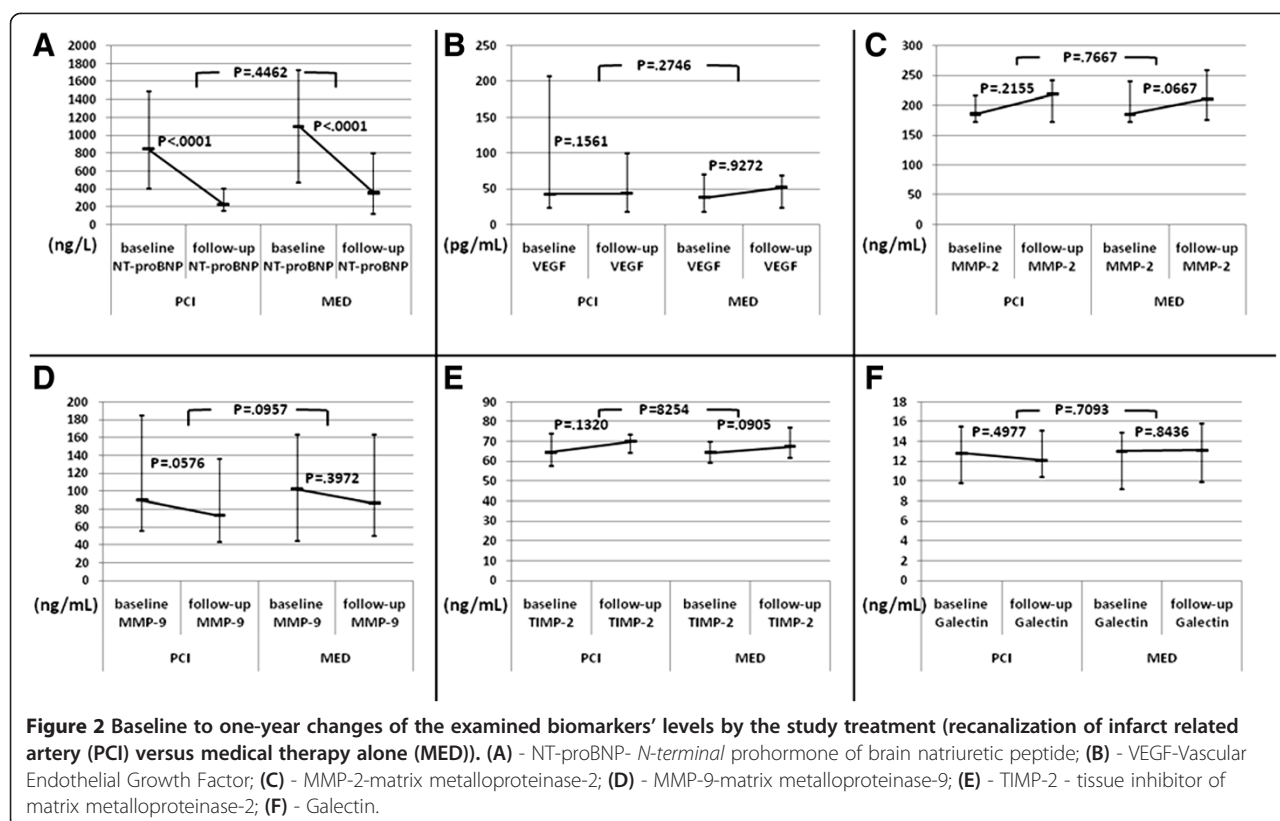 A
2000
1800
1600
1400
1200
1000
800
600
400
200
0
(ng/L)
P=.4462
P<.0001
P<.0001
baseline NT-proBNP
follow-up NT-proBNP
baseline NT-proBNP
follow-up NT-proBNP
PCI
MED
B
250
200
150
100
50
0
(pg/mL)
P=.2746
P=.1561
P=.9272
baseline VEGF
follow-up VEGF
baseline VEGF
follow-up VEGF
PCI
MED
C
300
250
200
150
100
50
0
(ng/mL)
P=.7667
P=.2155
P=.0667
baseline MMP-2
follow-up MMP-2
baseline MMP-2
follow-up MMP-2
PCI
MED
D
200
180
160
140
120
100
80
60
40
20
0
(ng/mL)
P=.0957
P=.0576
P=.3972
baseline MMP-9
follow-up MMP-9
baseline MMP-9
follow-up MMP-9
PCI
MED
E
90
80
70
60
50
40
30
20
10
0
(ng/mL)
P=8254
P=.1320
P=.0905
baseline TIMP-2
follow-up TIMP-2
baseline TIMP-2
follow-up TIMP-2
PCI
MED
F
18
16
14
12
10
8
6
4
2
0
(ng/mL)
P=.7093
P=.4977
P=.8436
baseline Galectin
follow-up Galectin
baseline Galectin
follow-up Galectin
PCI
MED
Figure 2 Baseline to one-year changes of the examined biomarkers' levels by the study treatment (recanalization of infarct related
artery (PCI) versus medical therapy alone (MED)). (A) - NT-proBNP- N-terminal prohormone of brain natriuretic peptide; (B) - VEGF-Vascular
Endothelial Growth Factor; (C) - MMP-2-matrix metalloproteinase-2; (D) - MMP-9-matrix metalloproteinase-9; (E) - TIMP-2 - tissue inhibitor of
matrix metalloproteinase-2; (F) - Galectin.